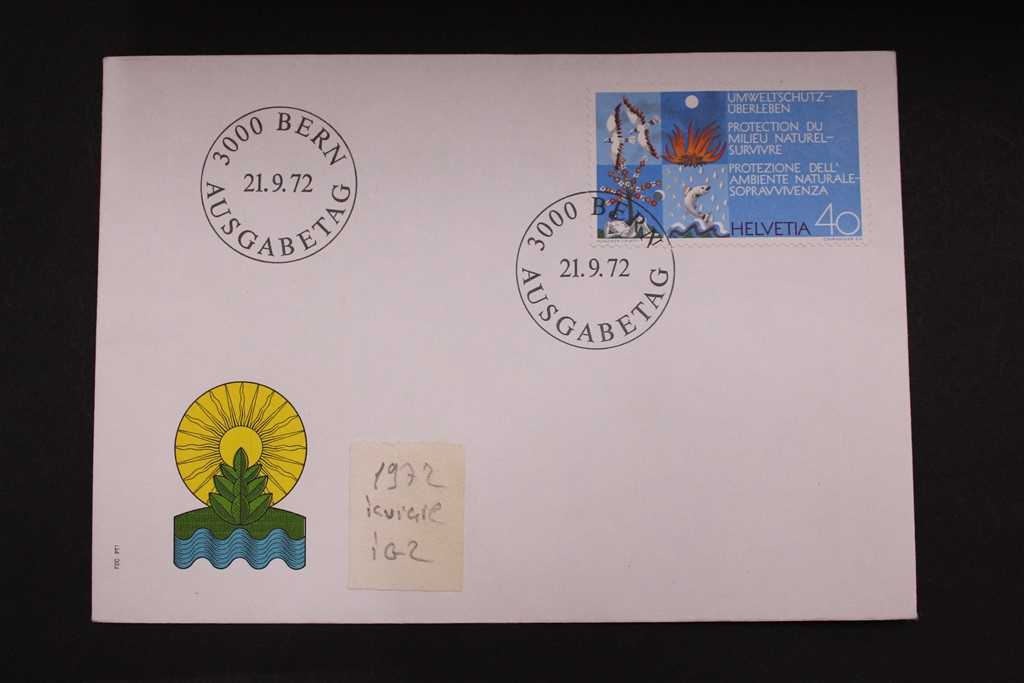 3000 BERN
21.9.72
AUSGABETAG
UMWELTSCHUTZ-
ÜBERLEBEN
PROTECTION DU
MILIEU NATUREL-
SURVIVRE
PROTEZIONE DELL'
AMBIENTE NATURALE-
SOPRAVVIVENZA
HELVETIA 40
3000 BERN
21.9.72
AUSGABETAG
1972